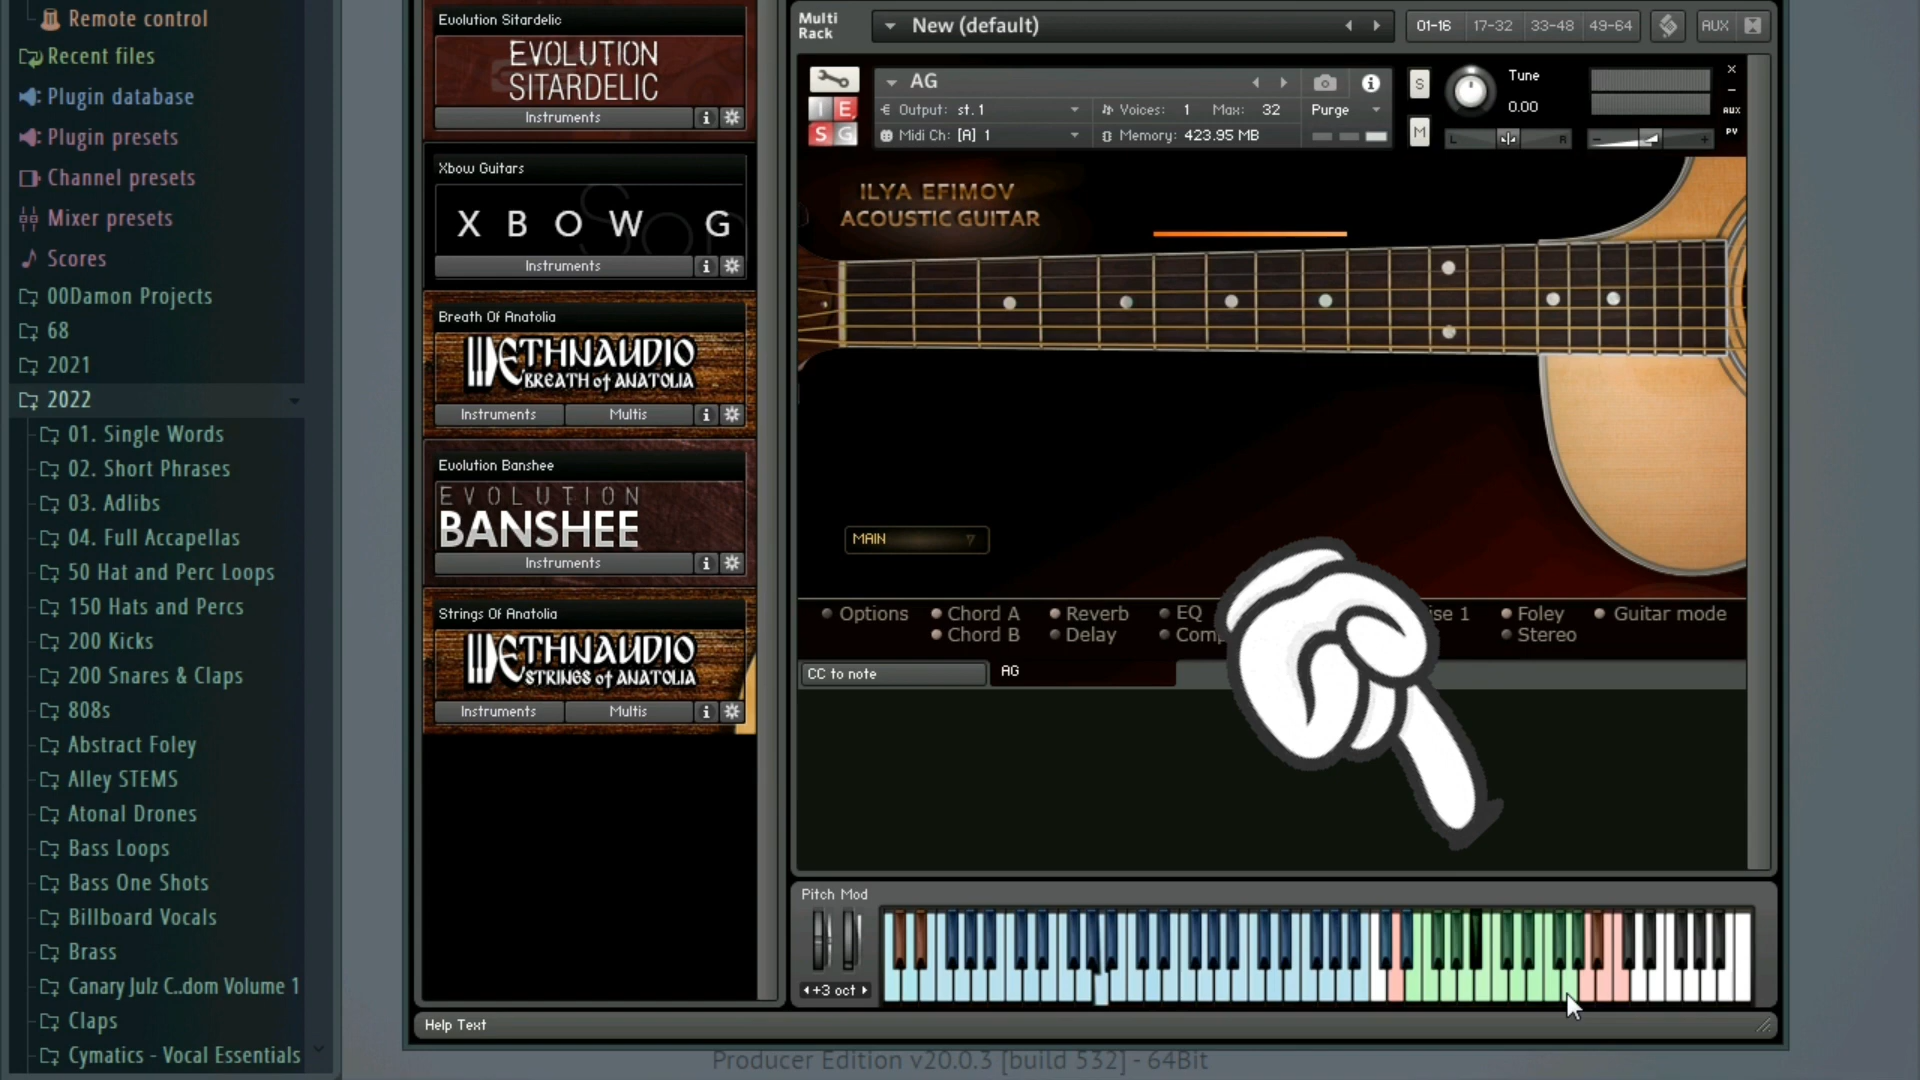 Remote control
Recent files
Plugin database
Plugin presets
Channel presets
Mixer presets
Scores
00Damon Projects
68
2021
2022
01. Single Words
02. Short Phrases
03. Adlibs
04. Full Accapellas
50 Hat and Perc Loops
150 Hats and Percs
200 Kicks
200 Snares & Claps
808s
Abstract Foley
Alley STEMS
Atonal Drones
Bass Loops
Bass One Shots
Billboard Vocals
Brass
Canary Julz C..dom Volume 1
Claps
Cymatics - Vocal Essentials
Evolution Sitardelic
EVOLUTION
SITARDELIC
Instruments
Xbow Guitars
X B O W G
Instruments
Breath Of Anatolia
ETHNAUDIO
BREATH of ANATOLIA
Instruments Multis
Evolution Banshee
EVOLUTION
BANSHEE
Instruments
Strings Of Anatolia
ETHNAUDIO
STRINGS of ANATOLIA
Instruments Multis
Multi
Rack
New (default)
01-16 17-32 33-48 49-64 AUX
AG
Output: st.1 Voices: 1 Max: 32 Purge
Midi Ch: [A] 1 Memory: 423.95 MB
I E S G
S
M
Tune
0.00
L R
- +
AUX
PV
ILYA EFIMOV
ACOUSTIC GUITAR
MAIN
Options Chord A Reverb EQ Foley Guitar mode
Chord B Delay Stereo
CC to note AG
Pitch Mod
+3 oct
Help Text
Producer Edition v20.0.3 [build 532] - 64Bit